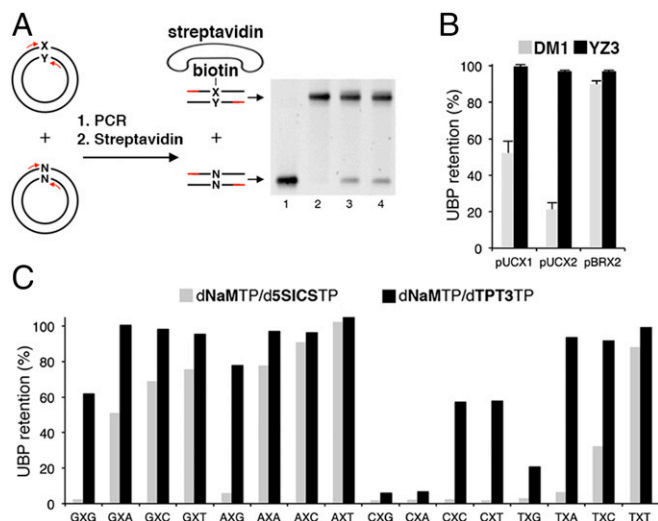 A
X
Y
+
N
N
1. PCR
2. Streptavidin
streptavidin
biotin
X
Y
+
N
N
1 2 3 4
B
DM1 YZ3
UBP retention (%)
100
80
60
40
20
0
pUCX1 pUCX2 pBRX2
C
dNaMTP/d5SICSTP dNaMTP/dTPT3TP
UBP retention (%)
100
80
60
40
20
0
GXG GXA GXC GXT AXG AXA AXC AXT CXG CXA CXC CXT TXG TXA TXC TXT